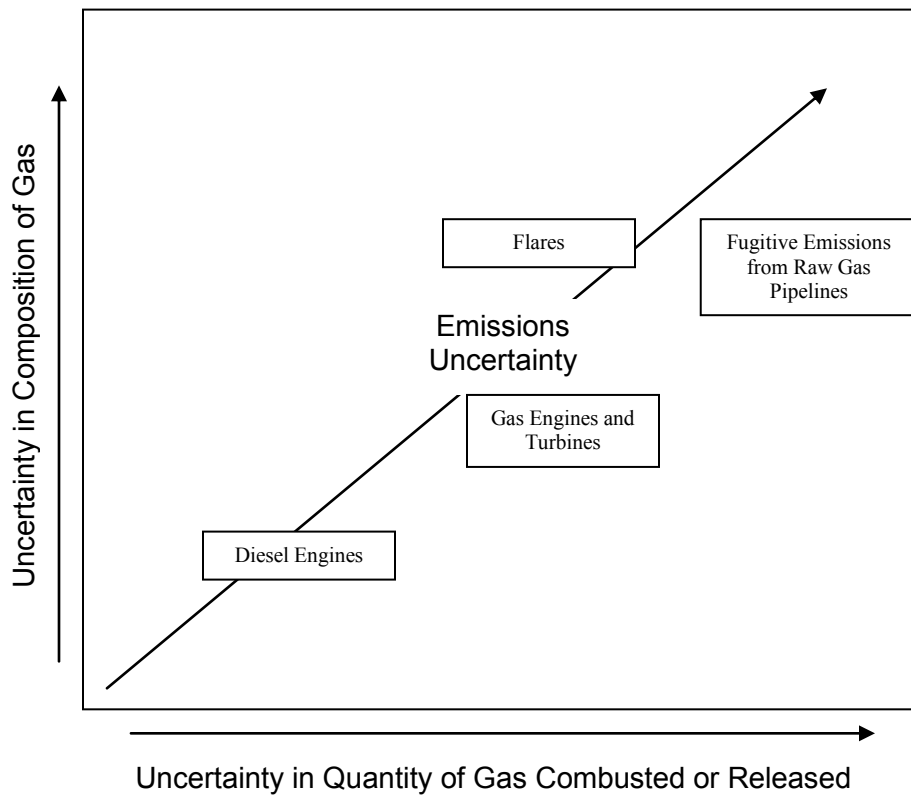 Uncertainty in Composition of Gas
Flares
Fugitive Emissions
from Raw Gas
Pipelines
Emissions
Uncertainty
Gas Engines and
Turbines
Diesel Engines
Uncertainty in Quantity of Gas Combusted or Released